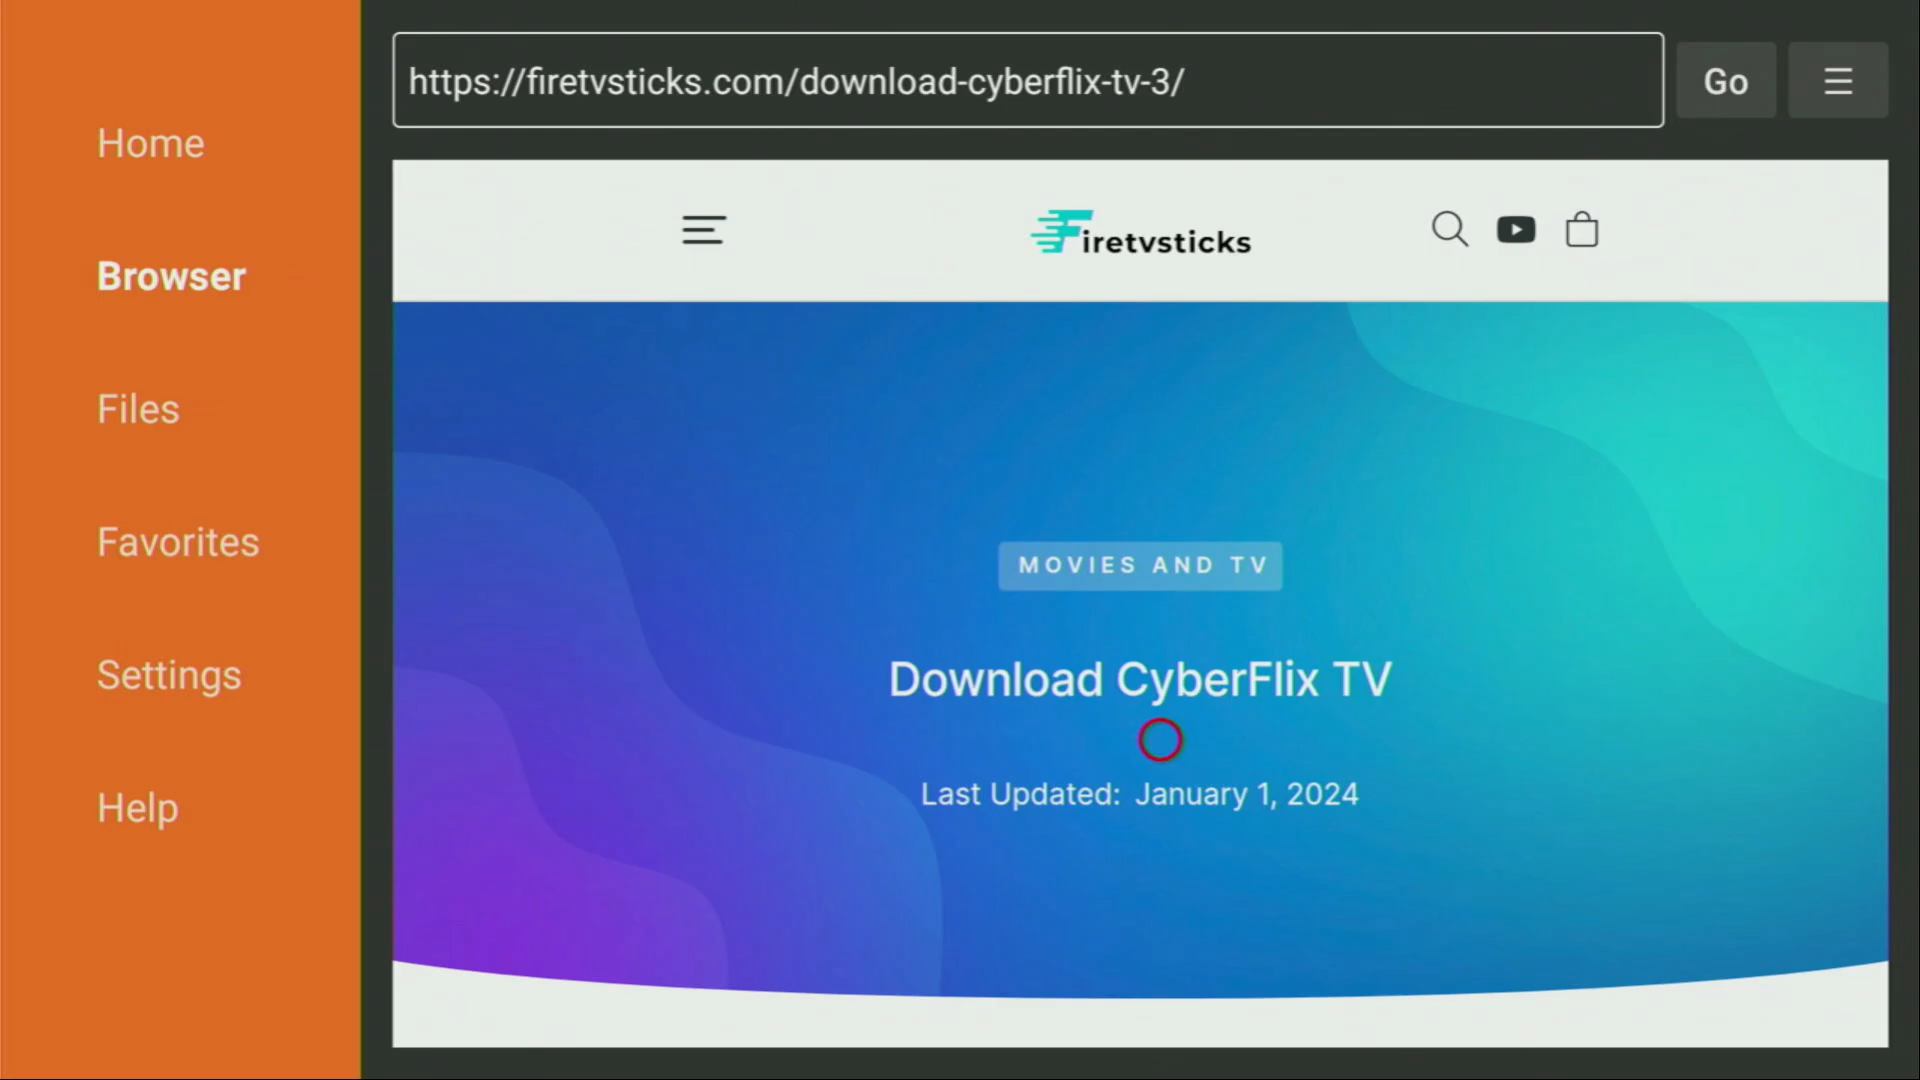 Home
Browser
Files
Favorites
Settings
Help
https://firetvsticks.com/download-cyberflix-tv-3/
Go
Firetvsticks
MOVIES AND TV
Download CyberFlix TV
Last Updated: January 1, 2024